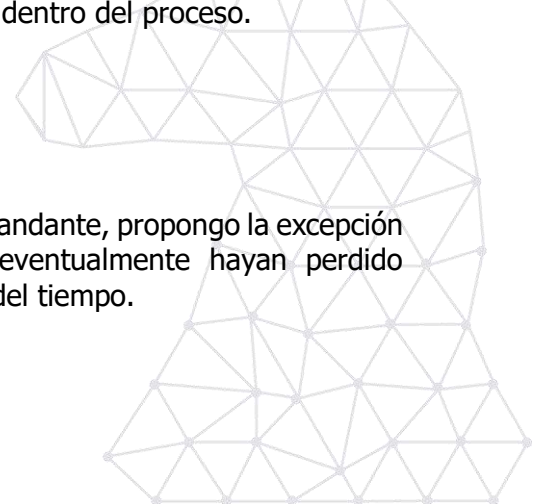 dentro del proceso.
andante, propongo la excepción
eventualmente hayan perdido
del tiempo.